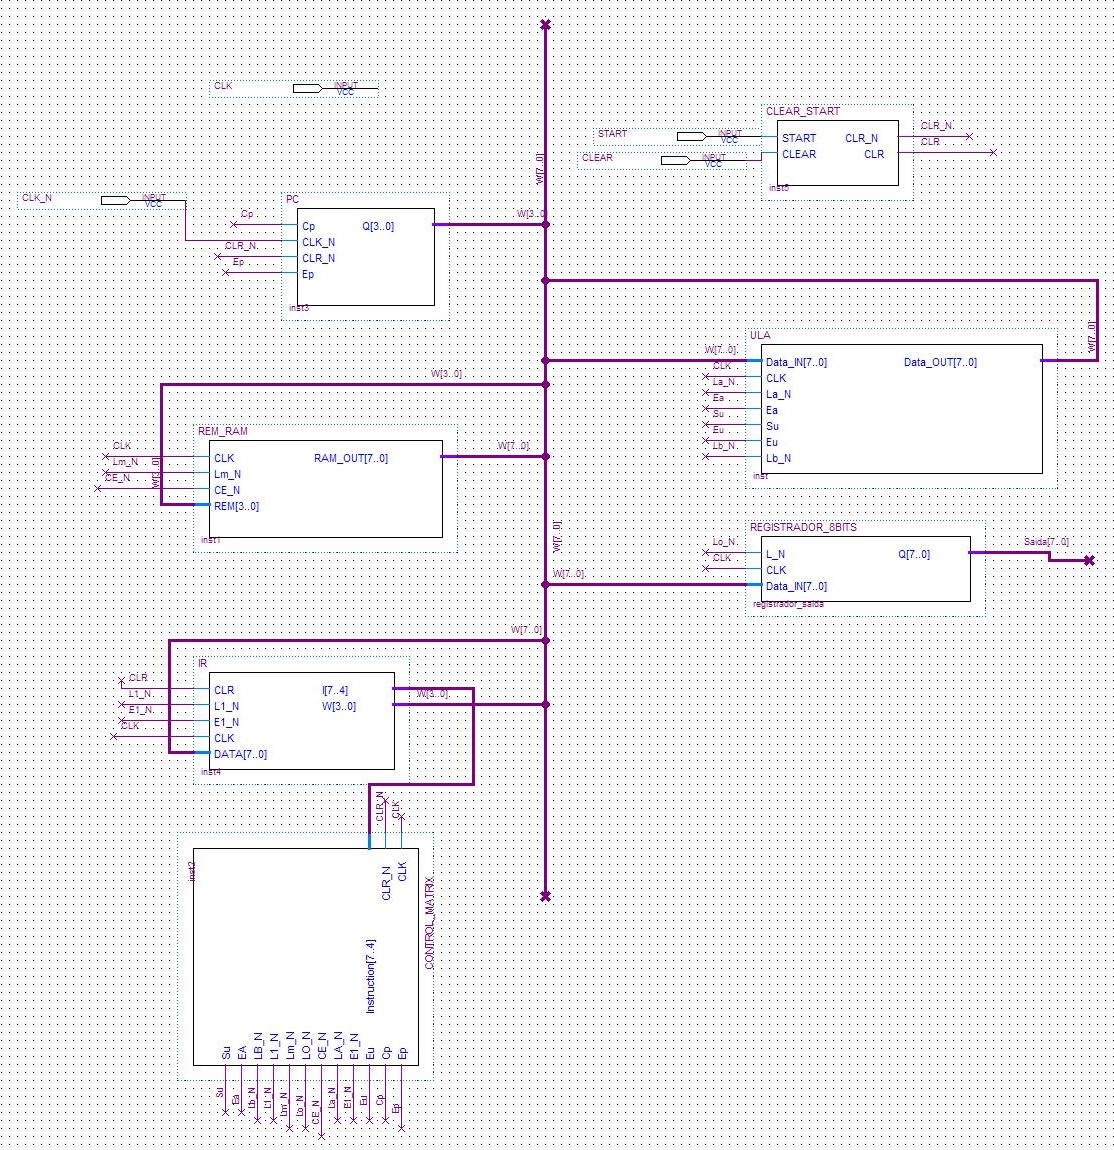 CLK
INPUT
VCC
START
INPUT
VCC
CLEAR
INPUT
VCC
CLEAR_START
START
CLEAR
CLR_N
CLR
inst5
CLR_N
CLR
W[7..0]
CLK_N
INPUT
VCC
PC
Cp
CLR_N
Ep
Cp
CLK_N
CLR_N
Ep
Q[3..0]
inst3
W[3..0]
W[7..0]
ULA
W[7..0]
CLK
La_N
Ea
Su
Eu
Lb_N
Data_IN[7..0]
CLK
La_N
Ea
Su
Eu
Lb_N
Data_OUT[7..0]
inst
W[3..0]
REM_RAM
CLK
Lm_N
CE_N
W[3..0]
CLK
Lm_N
CE_N
REM[3..0]
RAM_OUT[7..0]
inst1
W[7..0]
W[7..0]
REGISTRADOR_8BITS
Lo_N
CLK
W[7..0]
L_N
CLK
Data_IN[7..0]
Q[7..0]
registrador_saida
Saida[7..0]
W[7..0]
IR
CLR
L1_N
E1_N
CLK
CLR
L1_N
E1_N
CLK
DATA[7..0]
I[7..4]
W[3..0]
inst4
W[3..0]
CLR_N
CLK
inst2
CLR_N
CLK
Instruction[7..4]
CONTROL_MATRIX
Su
EA
LB_N
L1_N
Lm_N
LO_N
CE_N
LA_N
E1_N
Eu
Cp
Ep
Su
Ea
Lb_N
L1_N
Lm_N
Lo_N
CE_N
La_N
E1_N
Eu
Cp
Ep